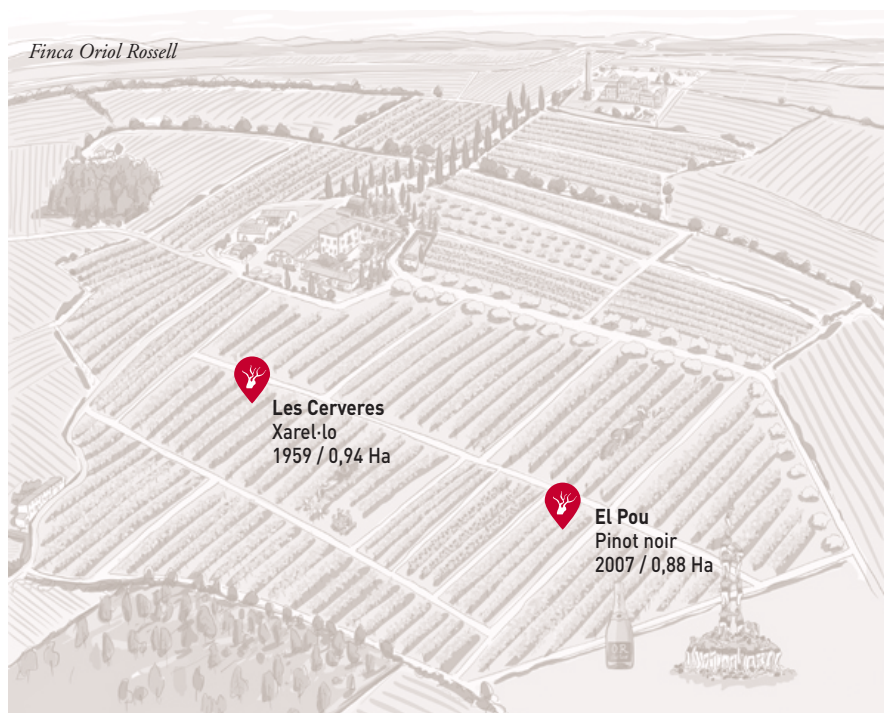 Finca Oriol Rossell
Les Cerveres
Xarel·lo
1959 / 0,94 Ha
El Pou
Pinot noir
2007 / 0,88 Ha